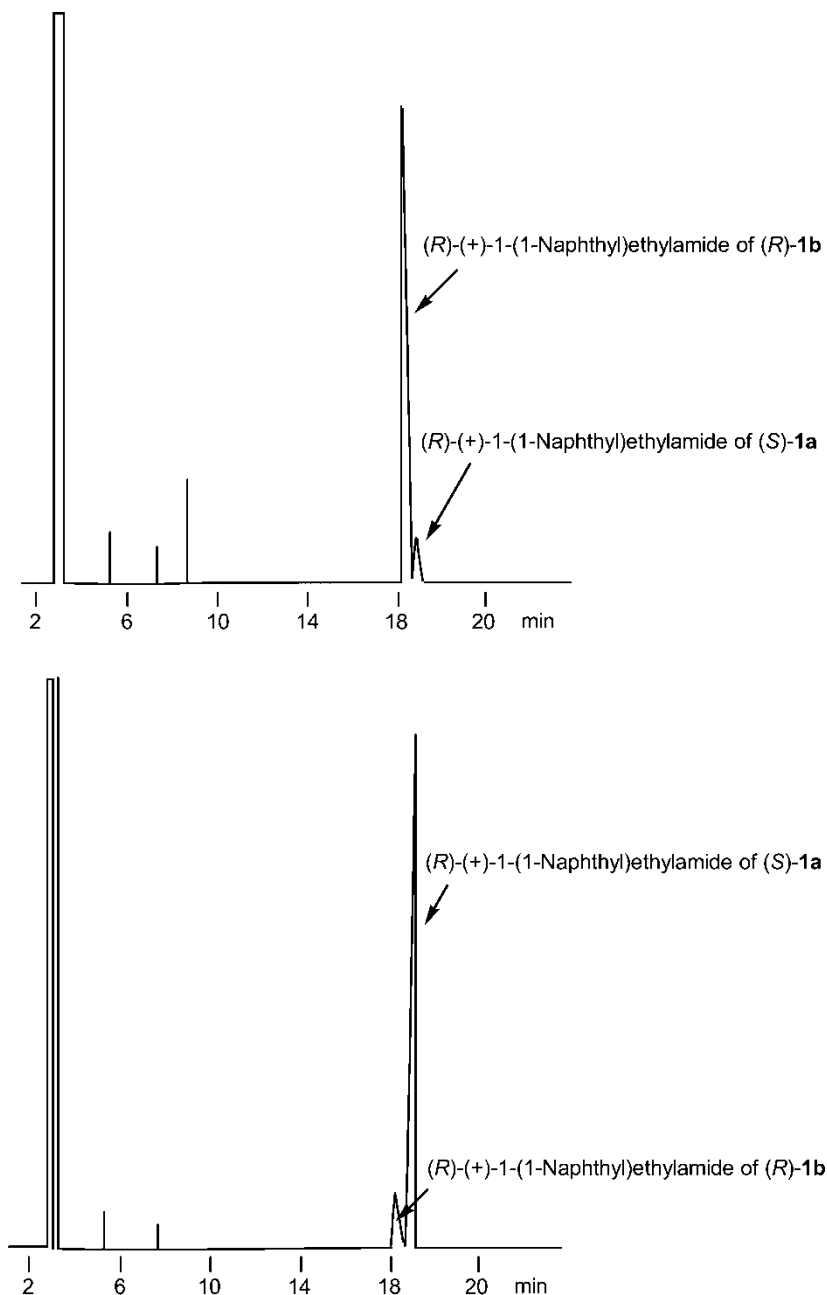 (R)-(+)-1-(1-Naphthyl)ethylamide of (R)-1b
(R)-(+)-1-(1-Naphthyl)ethylamide of (S)-1a
2 6 10 14 18 20 min
(R)-(+)-1-(1-Naphthyl)ethylamide of (S)-1a
(R)-(+)-1-(1-Naphthyl)ethylamide of (R)-1b
2 6 10 14 18 20 min